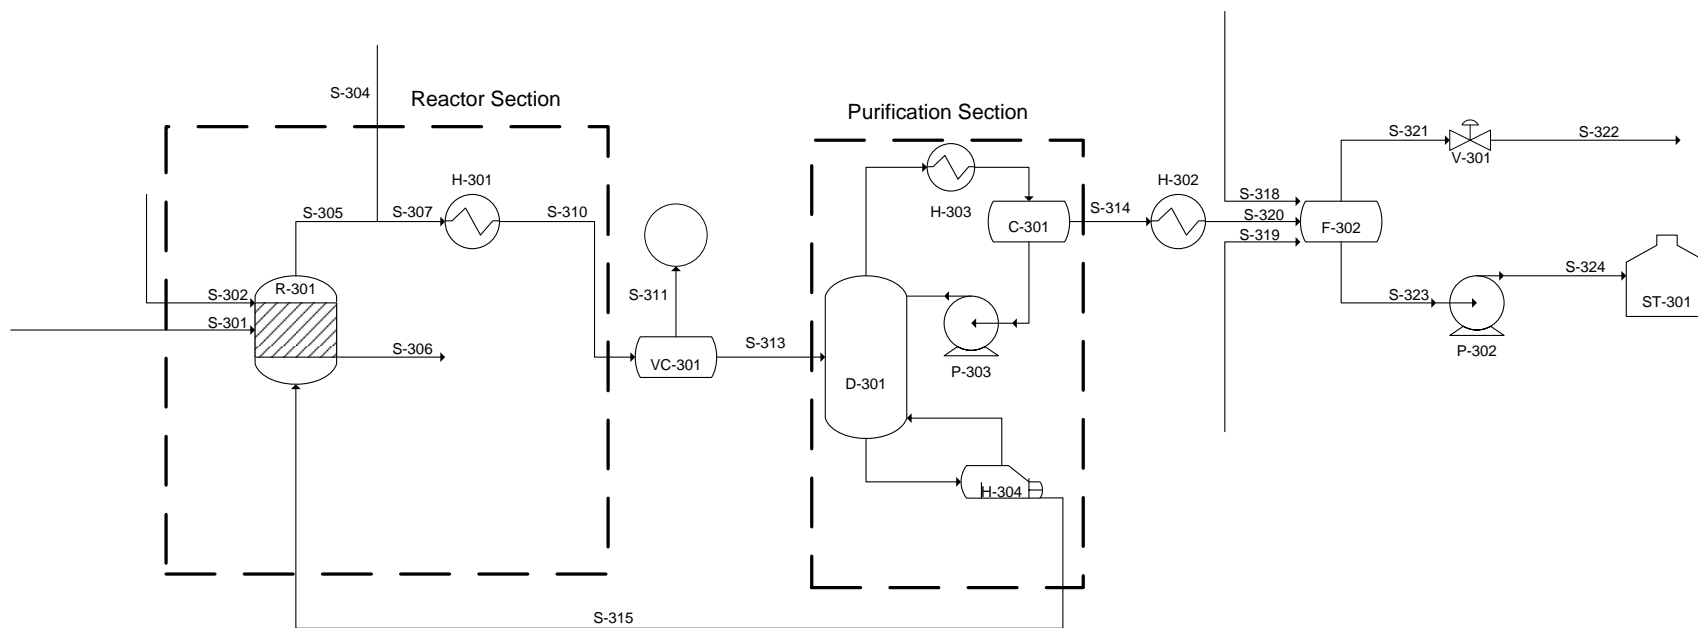 S-304
Reactor Section
Purification Section
S-321
S-322
V-301
H-301
H-303
H-302
S-305
S-307
S-310
C-301
S-314
S-318
S-320
S-319
F-302
S-302
R-301
S-301
S-306
S-311
VC-301
S-313
D-301
P-303
S-323
S-324
ST-301
P-302
H-304
S-315